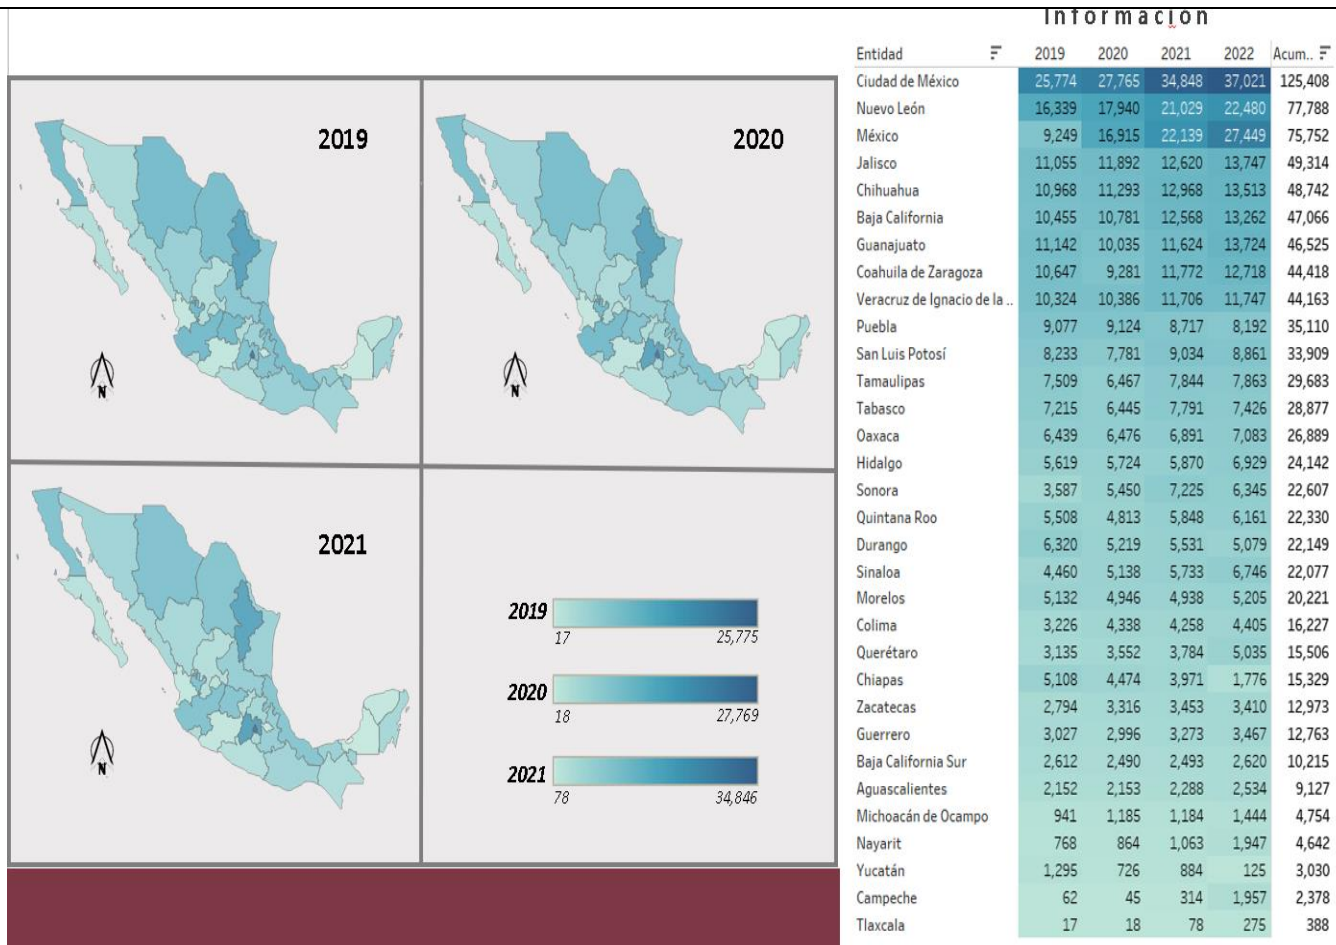 Información
Entidad 2019 2020 2021 2022 Acum..
Ciudad de México 25,774 27,765 34,848 37,021 125,408
Nuevo León 16,339 17,940 21,029 22,480 77,788
México 9,249 16,915 22,139 27,449 75,752
Jalisco 11,055 11,892 12,620 13,747 49,314
Chihuahua 10,968 11,293 12,968 13,513 48,742
Baja California 10,455 10,781 12,568 13,262 47,066
Guanajuato 11,142 10,035 11,624 13,724 46,525
Coahuila de Zaragoza 10,647 9,281 11,772 12,718 44,418
Veracruz de Ignacio de la .. 10,324 10,386 11,706 11,747 44,163
Puebla 9,077 9,124 8,717 8,192 35,110
San Luis Potosí 8,233 7,781 9,034 8,861 33,909
Tamaulipas 7,509 6,467 7,844 7,863 29,683
Tabasco 7,215 6,445 7,791 7,426 28,877
Oaxaca 6,439 6,476 6,891 7,083 26,889
Hidalgo 5,619 5,724 5,870 6,929 24,142
Sonora 3,587 5,450 7,225 6,345 22,607
Quintana Roo 5,508 4,813 5,848 6,161 22,330
Durango 6,320 5,219 5,531 5,079 22,149
Sinaloa 4,460 5,138 5,733 6,746 22,077
Morelos 5,132 4,946 4,938 5,205 20,221
Colima 3,226 4,338 4,258 4,405 16,227
Querétaro 3,135 3,552 3,784 5,035 15,506
Chiapas 5,108 4,474 3,971 1,776 15,329
Zacatecas 2,794 3,316 3,453 3,410 12,973
Guerrero 3,027 2,996 3,273 3,467 12,763
Baja California Sur 2,612 2,490 2,493 2,620 10,215
Aguascalientes 2,152 2,153 2,288 2,534 9,127
Michoacán de Ocampo 941 1,185 1,184 1,444 4,754
Nayarit 768 864 1,063 1,947 4,642
Yucatán 1,295 726 884 125 3,030
Campeche 62 45 314 1,957 2,378
Tlaxcala 17 18 78 275 388
2019
N
2020
N
2021
N
2019
17 25,775
2020
18 27,769
2021
78 34,846